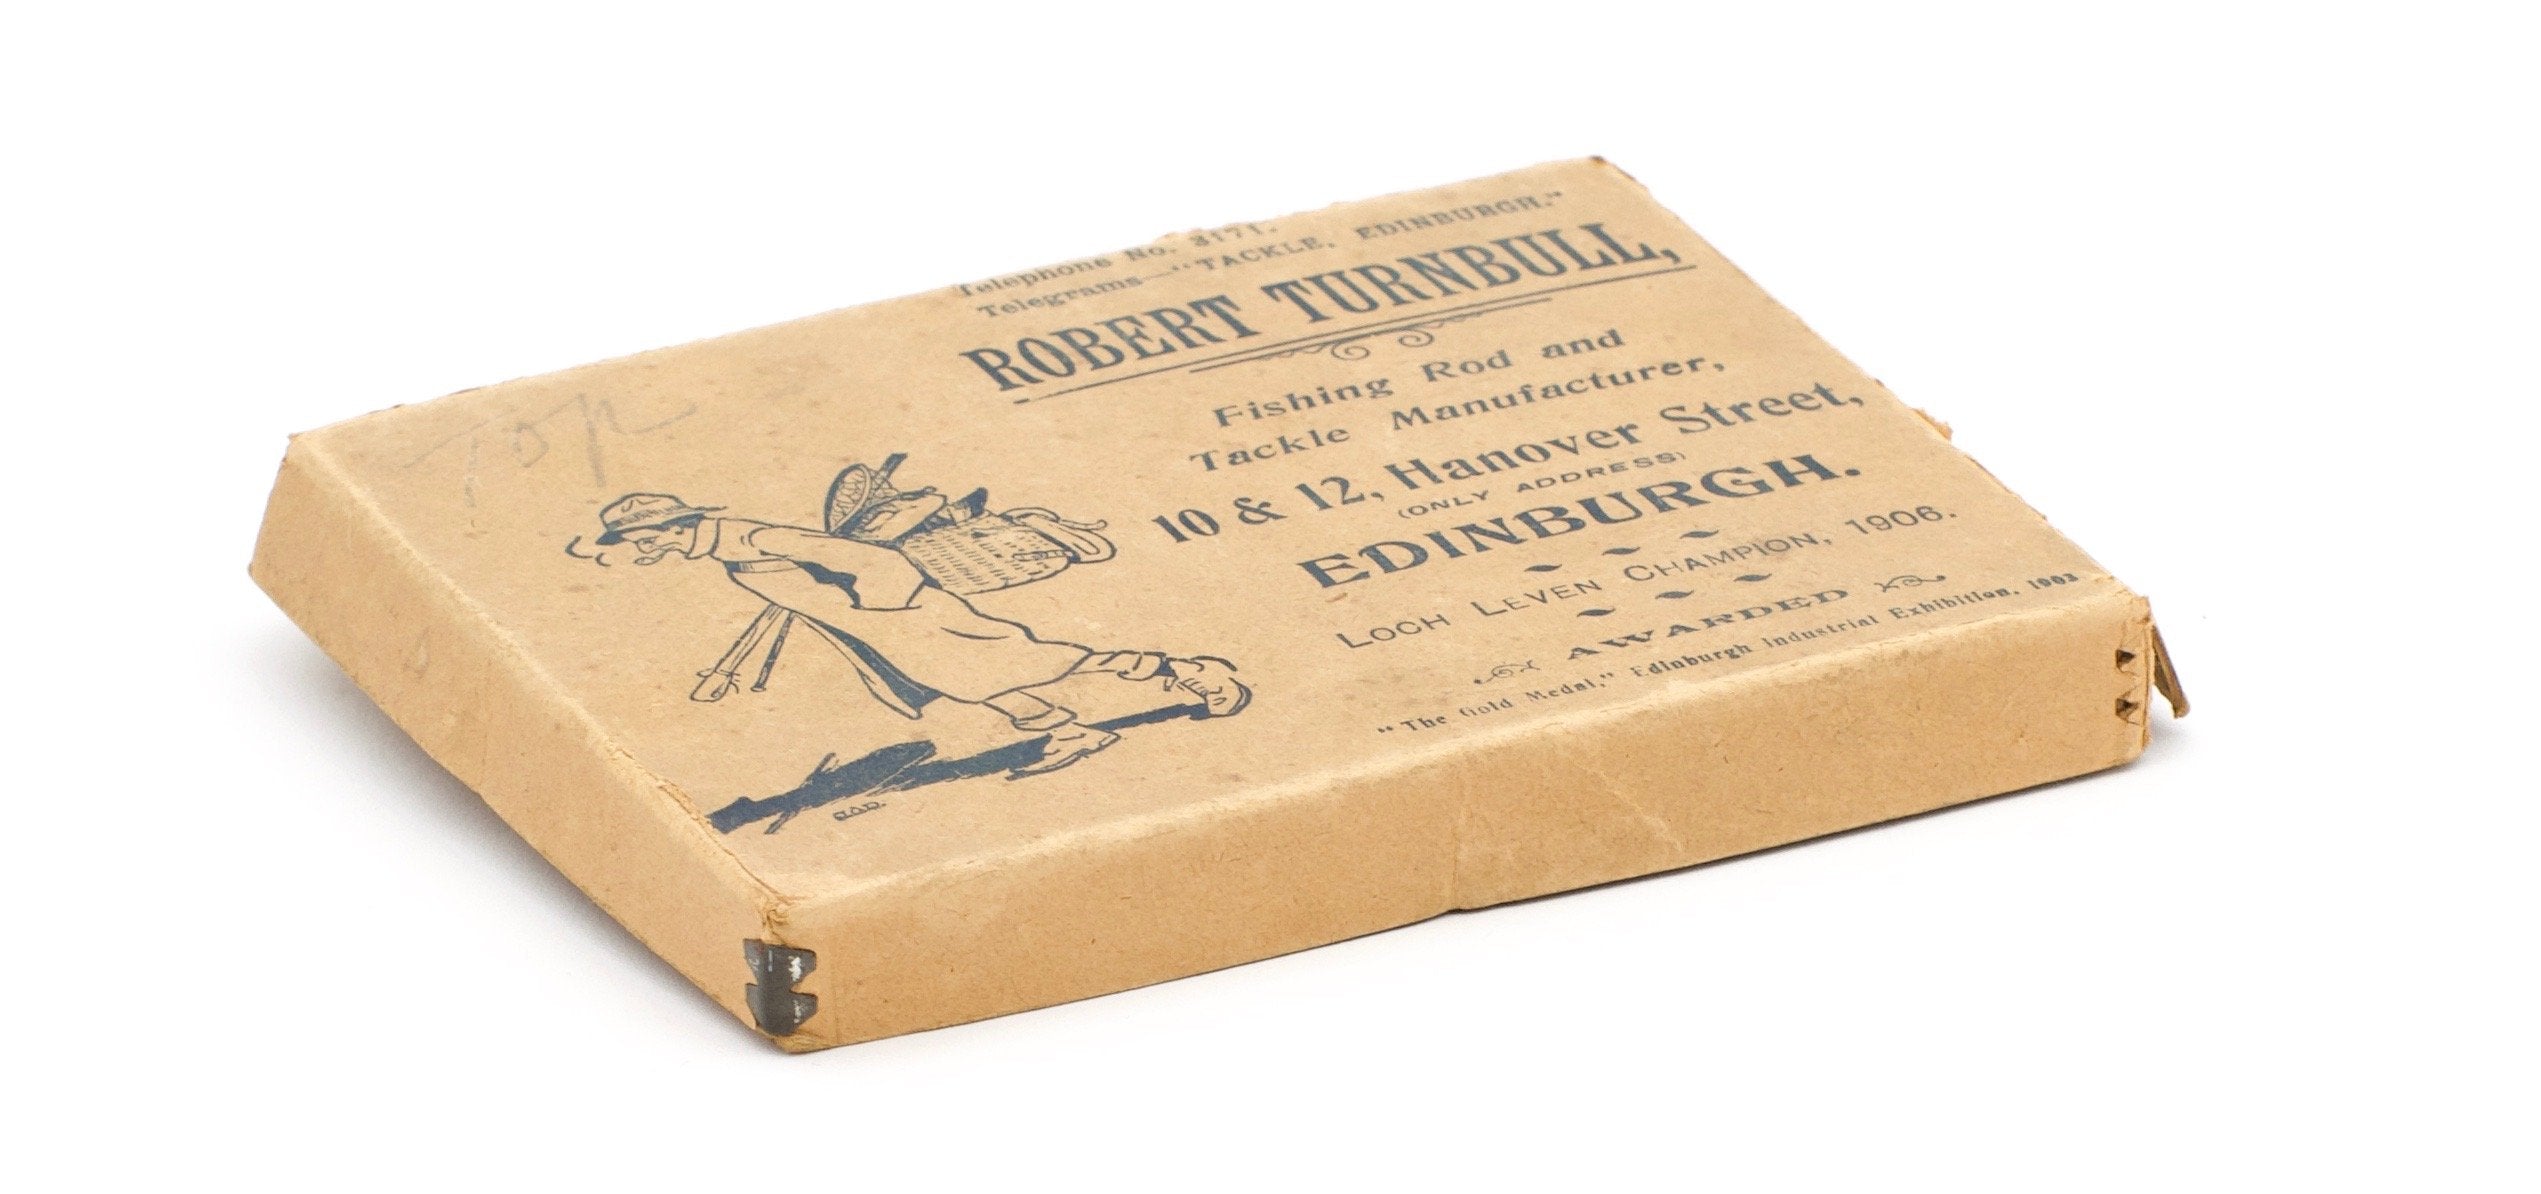 Telephone No. 3171.
Telegrams—"TACKLE, EDINBURGH."
ROBERT TURNBULL,
Fishing Rod and
Tackle Manufacturer,
10 & 12, Hanover Street,
(ONLY ADDRESS)
EDINBURGH.
LOCH LEVEN CHAMPION, 1906.
AWARDED
"The Gold Medal," Edinburgh Industrial Exhibition, 1903